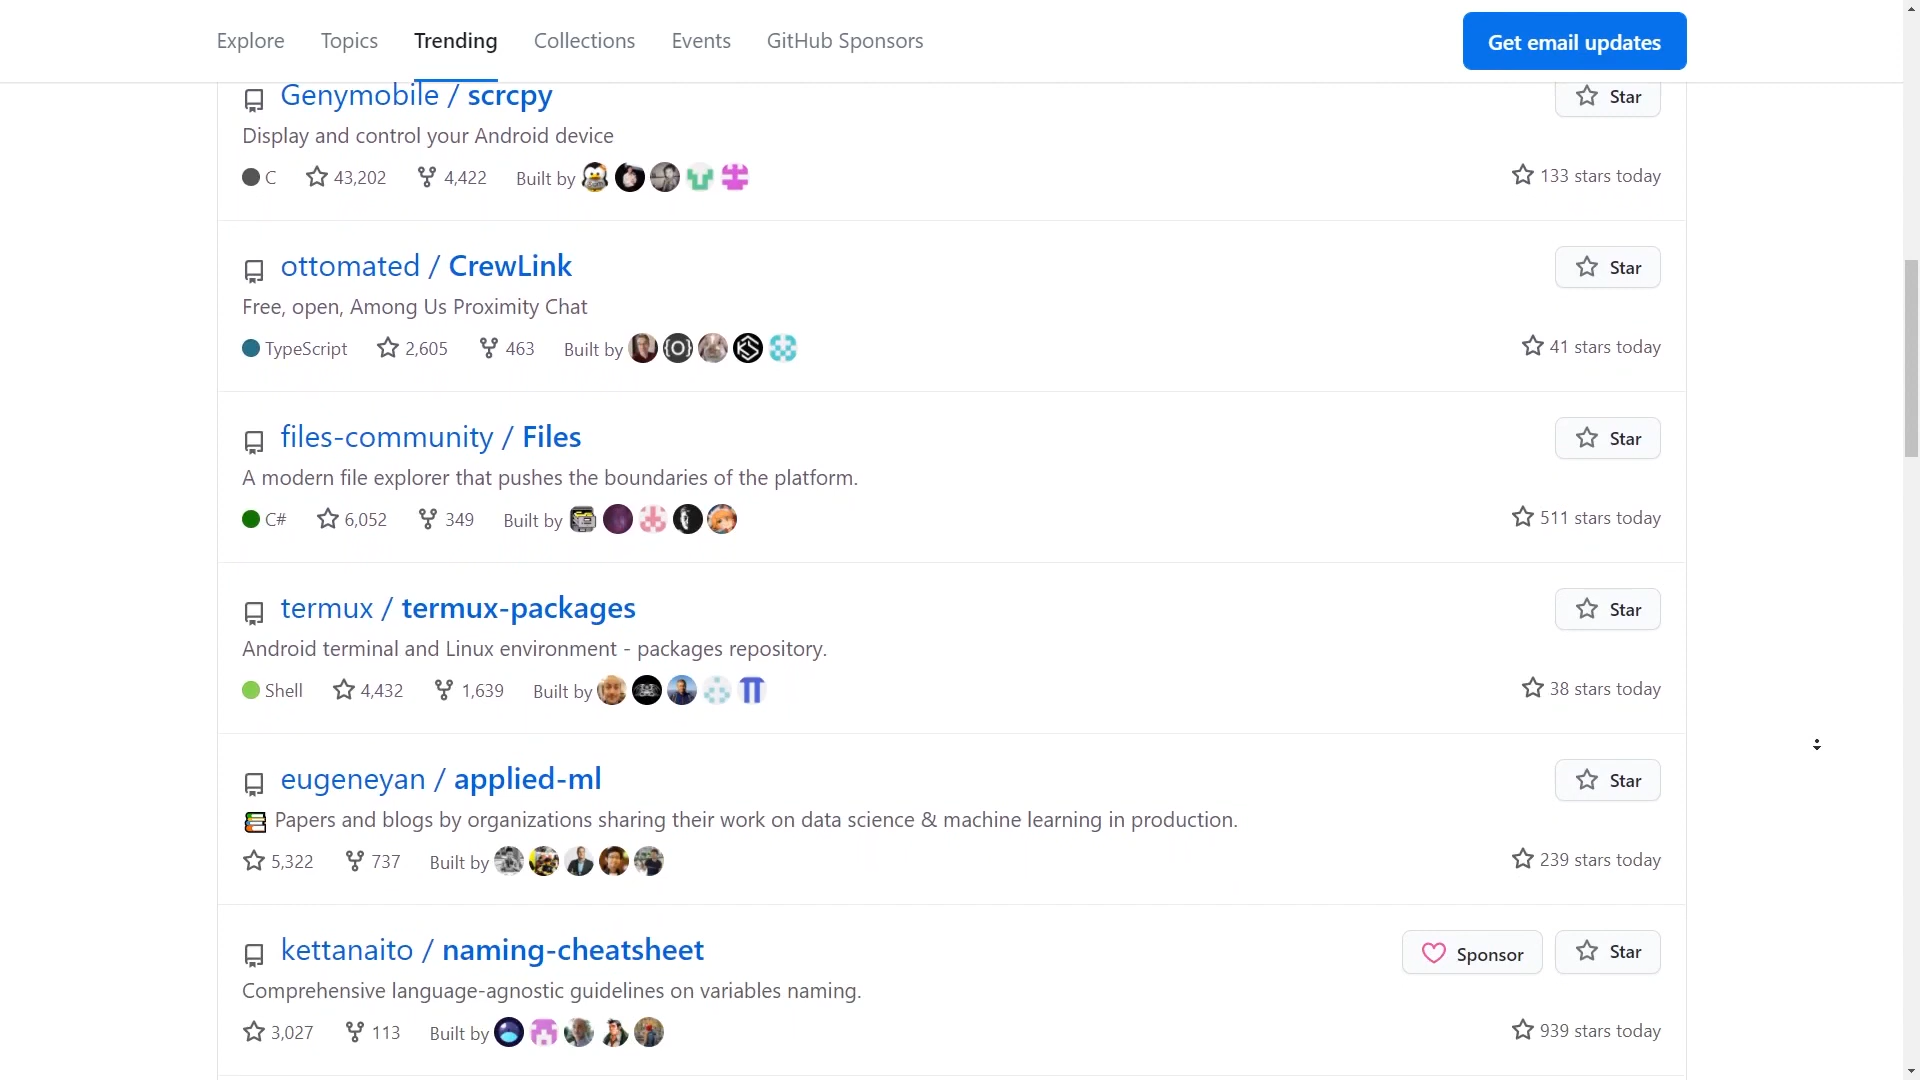 Explore Topics Trending Collections Events GitHub Sponsors Get email updates
Genymobile / scrcpy Star
Display and control your Android device
C 43,202 4,422 Built by 133 stars today
ottomated / CrewLink Star
Free, open, Among Us Proximity Chat
TypeScript 2,605 463 Built by 41 stars today
files-community / Files Star
A modern file explorer that pushes the boundaries of the platform.
C# 6,052 349 Built by 511 stars today
termux / termux-packages Star
Android terminal and Linux environment - packages repository.
Shell 4,432 1,639 Built by 38 stars today
eugeneyan / applied-ml Star
Papers and blogs by organizations sharing their work on data science & machine learning in production.
5,322 737 Built by 239 stars today
kettanaito / naming-cheatsheet Sponsor Star
Comprehensive language-agnostic guidelines on variables naming.
3,027 113 Built by 939 stars today